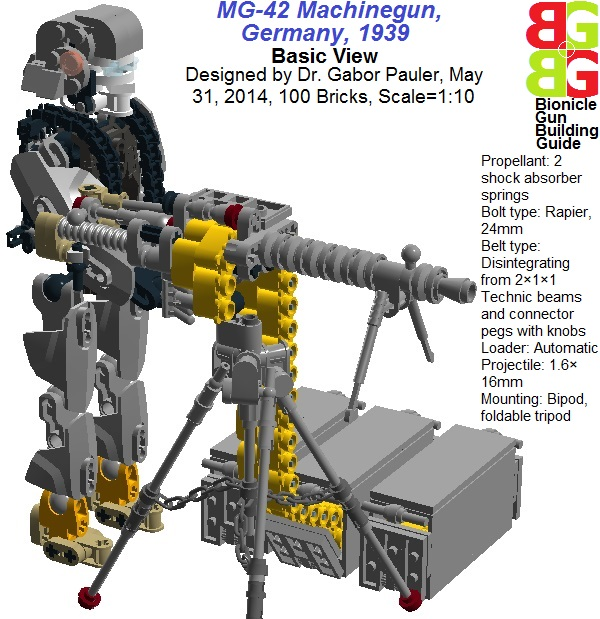 MG-42 Machinegun,
Germany, 1939
Basic View
Designed by Dr. Gabor Pauler, May
31, 2014, 100 Bricks, Scale=1:10
BG
BG
Bionicle
Gun
Building
Guide
Propellant: 2
shock absorber
springs
Bolt type: Rapier,
24mm
Belt type:
Disintegrating
from 2×1×1
Technic beams
and connector
pegs with knobs
Loader: Automatic
Projectile: 1.6×
16mm
Mounting: Bipod,
foldable tripod